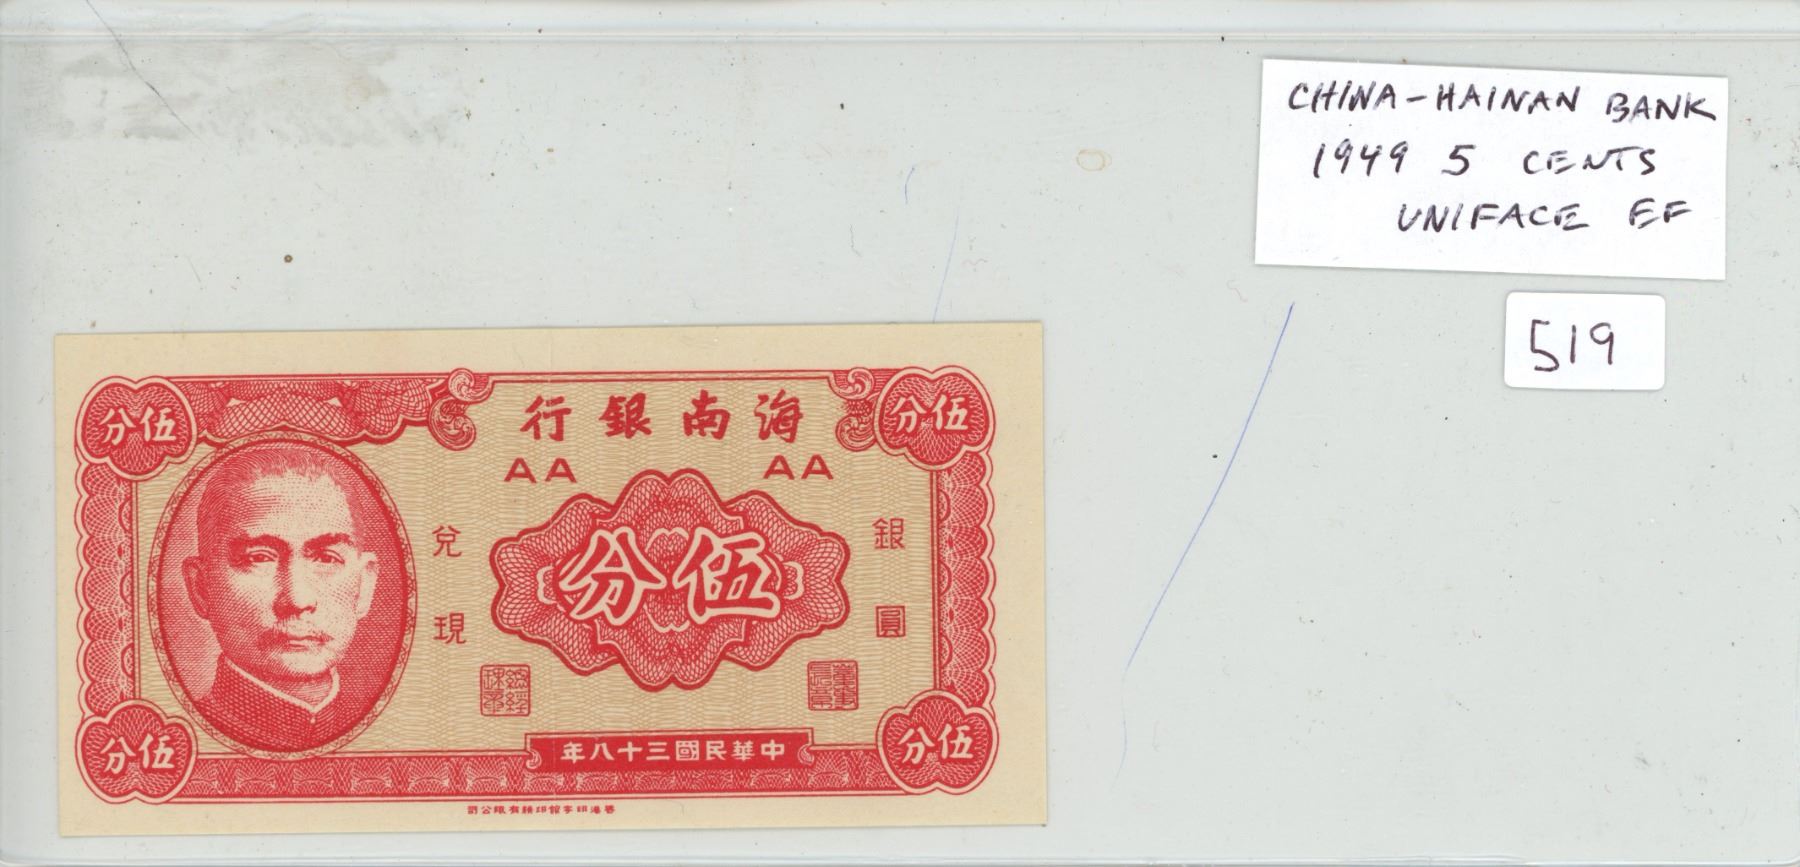 CHINA-HAINAN BANK
1949 5 CENTS
UNIFACE EF
519
分伍
行銀南海
分伍
AA AA
兌現
分伍
銀圓
分伍
年八十三國民華中
分伍